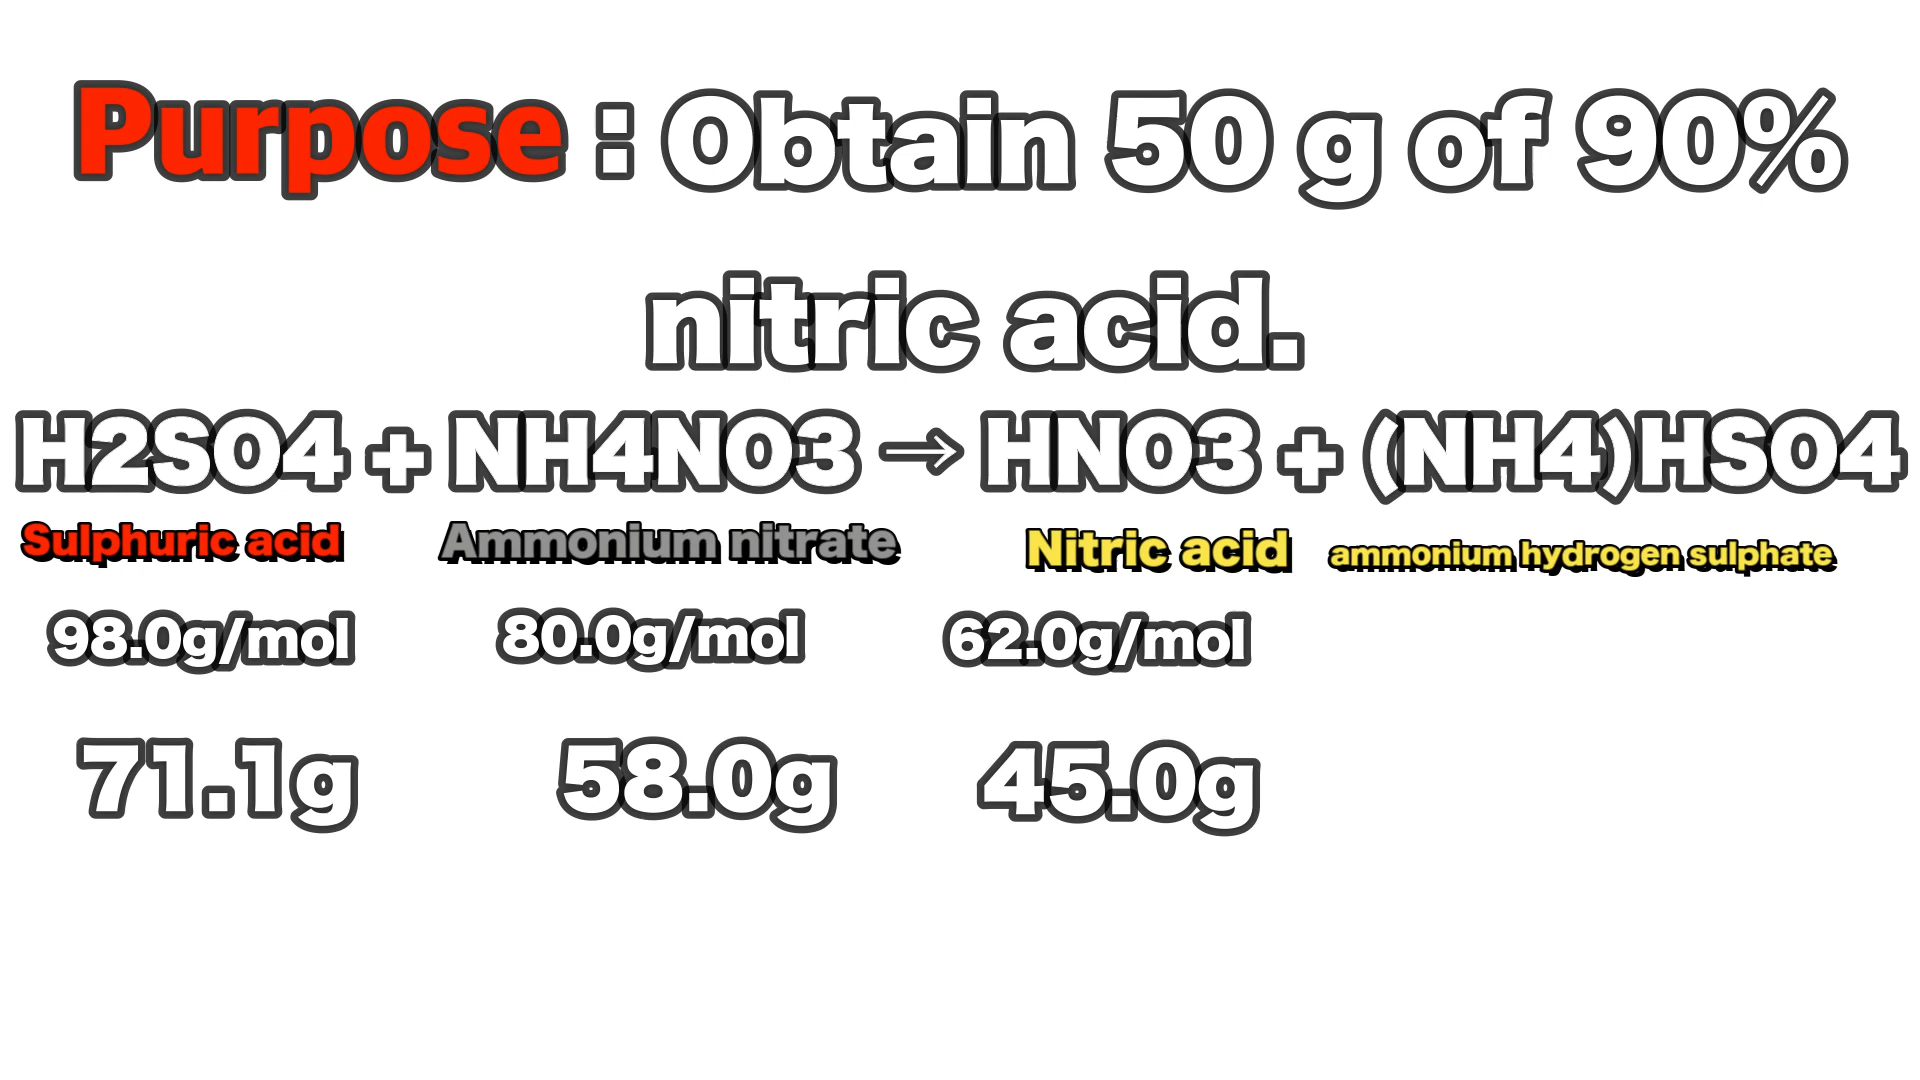 Purpose : Obtain 50 g of 90%
nitric acid.
H2SO4 + NH4NO3 → HNO3 + (NH4)HSO4
Sulphuric acid Ammonium nitrate Nitric acid ammonium hydrogen sulphate
98.0g/mol 80.0g/mol 62.0g/mol
71.1g 58.0g 45.0g